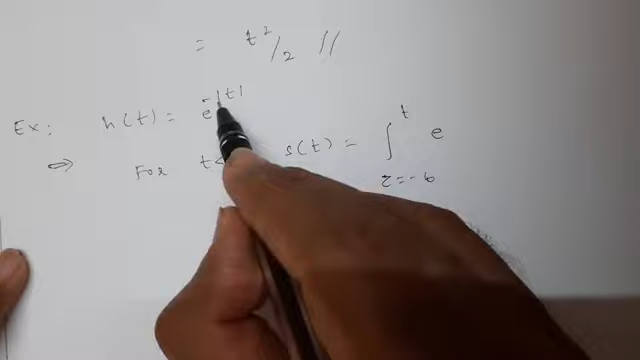 = t²/2 //
Ex: h(t) = e^-|t|
⇒ For t< s(t) = ∫ t e
τ=-∞